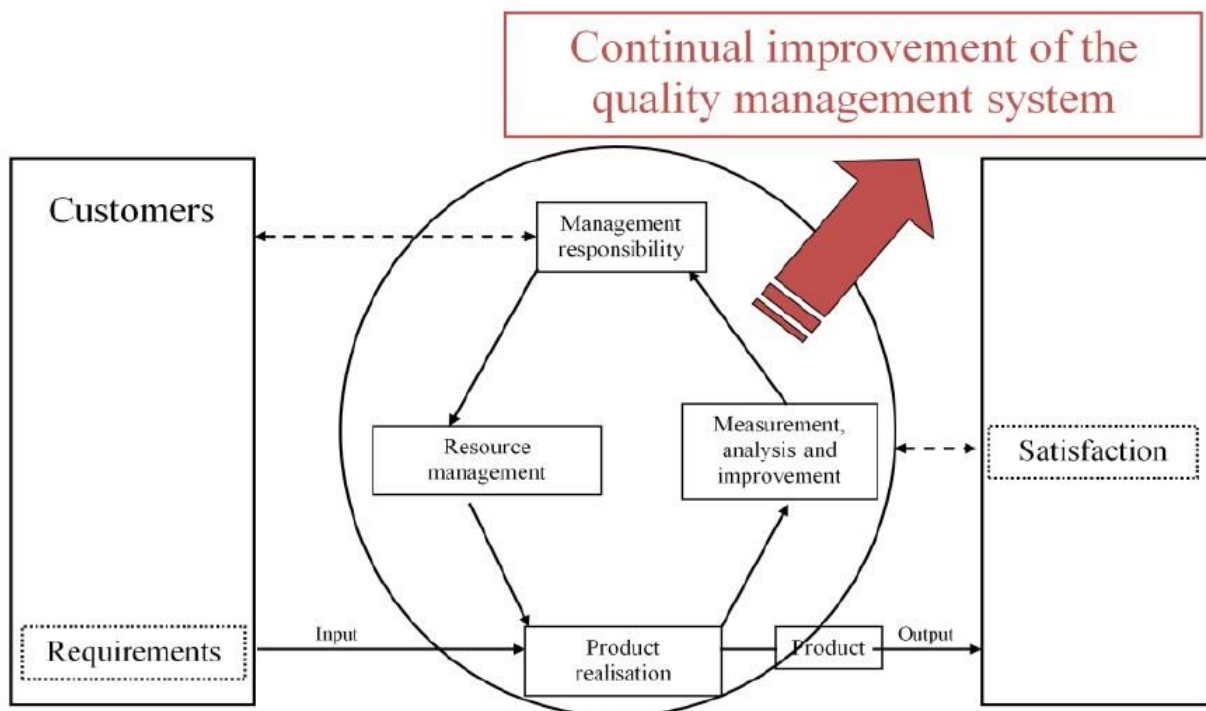 Continual improvement of the
quality management system
Customers
Management
responsibility
Resource
management
Measurement,
analysis and
improvement
Satisfaction
Requirements
Input
Product
realisation
Product
Output